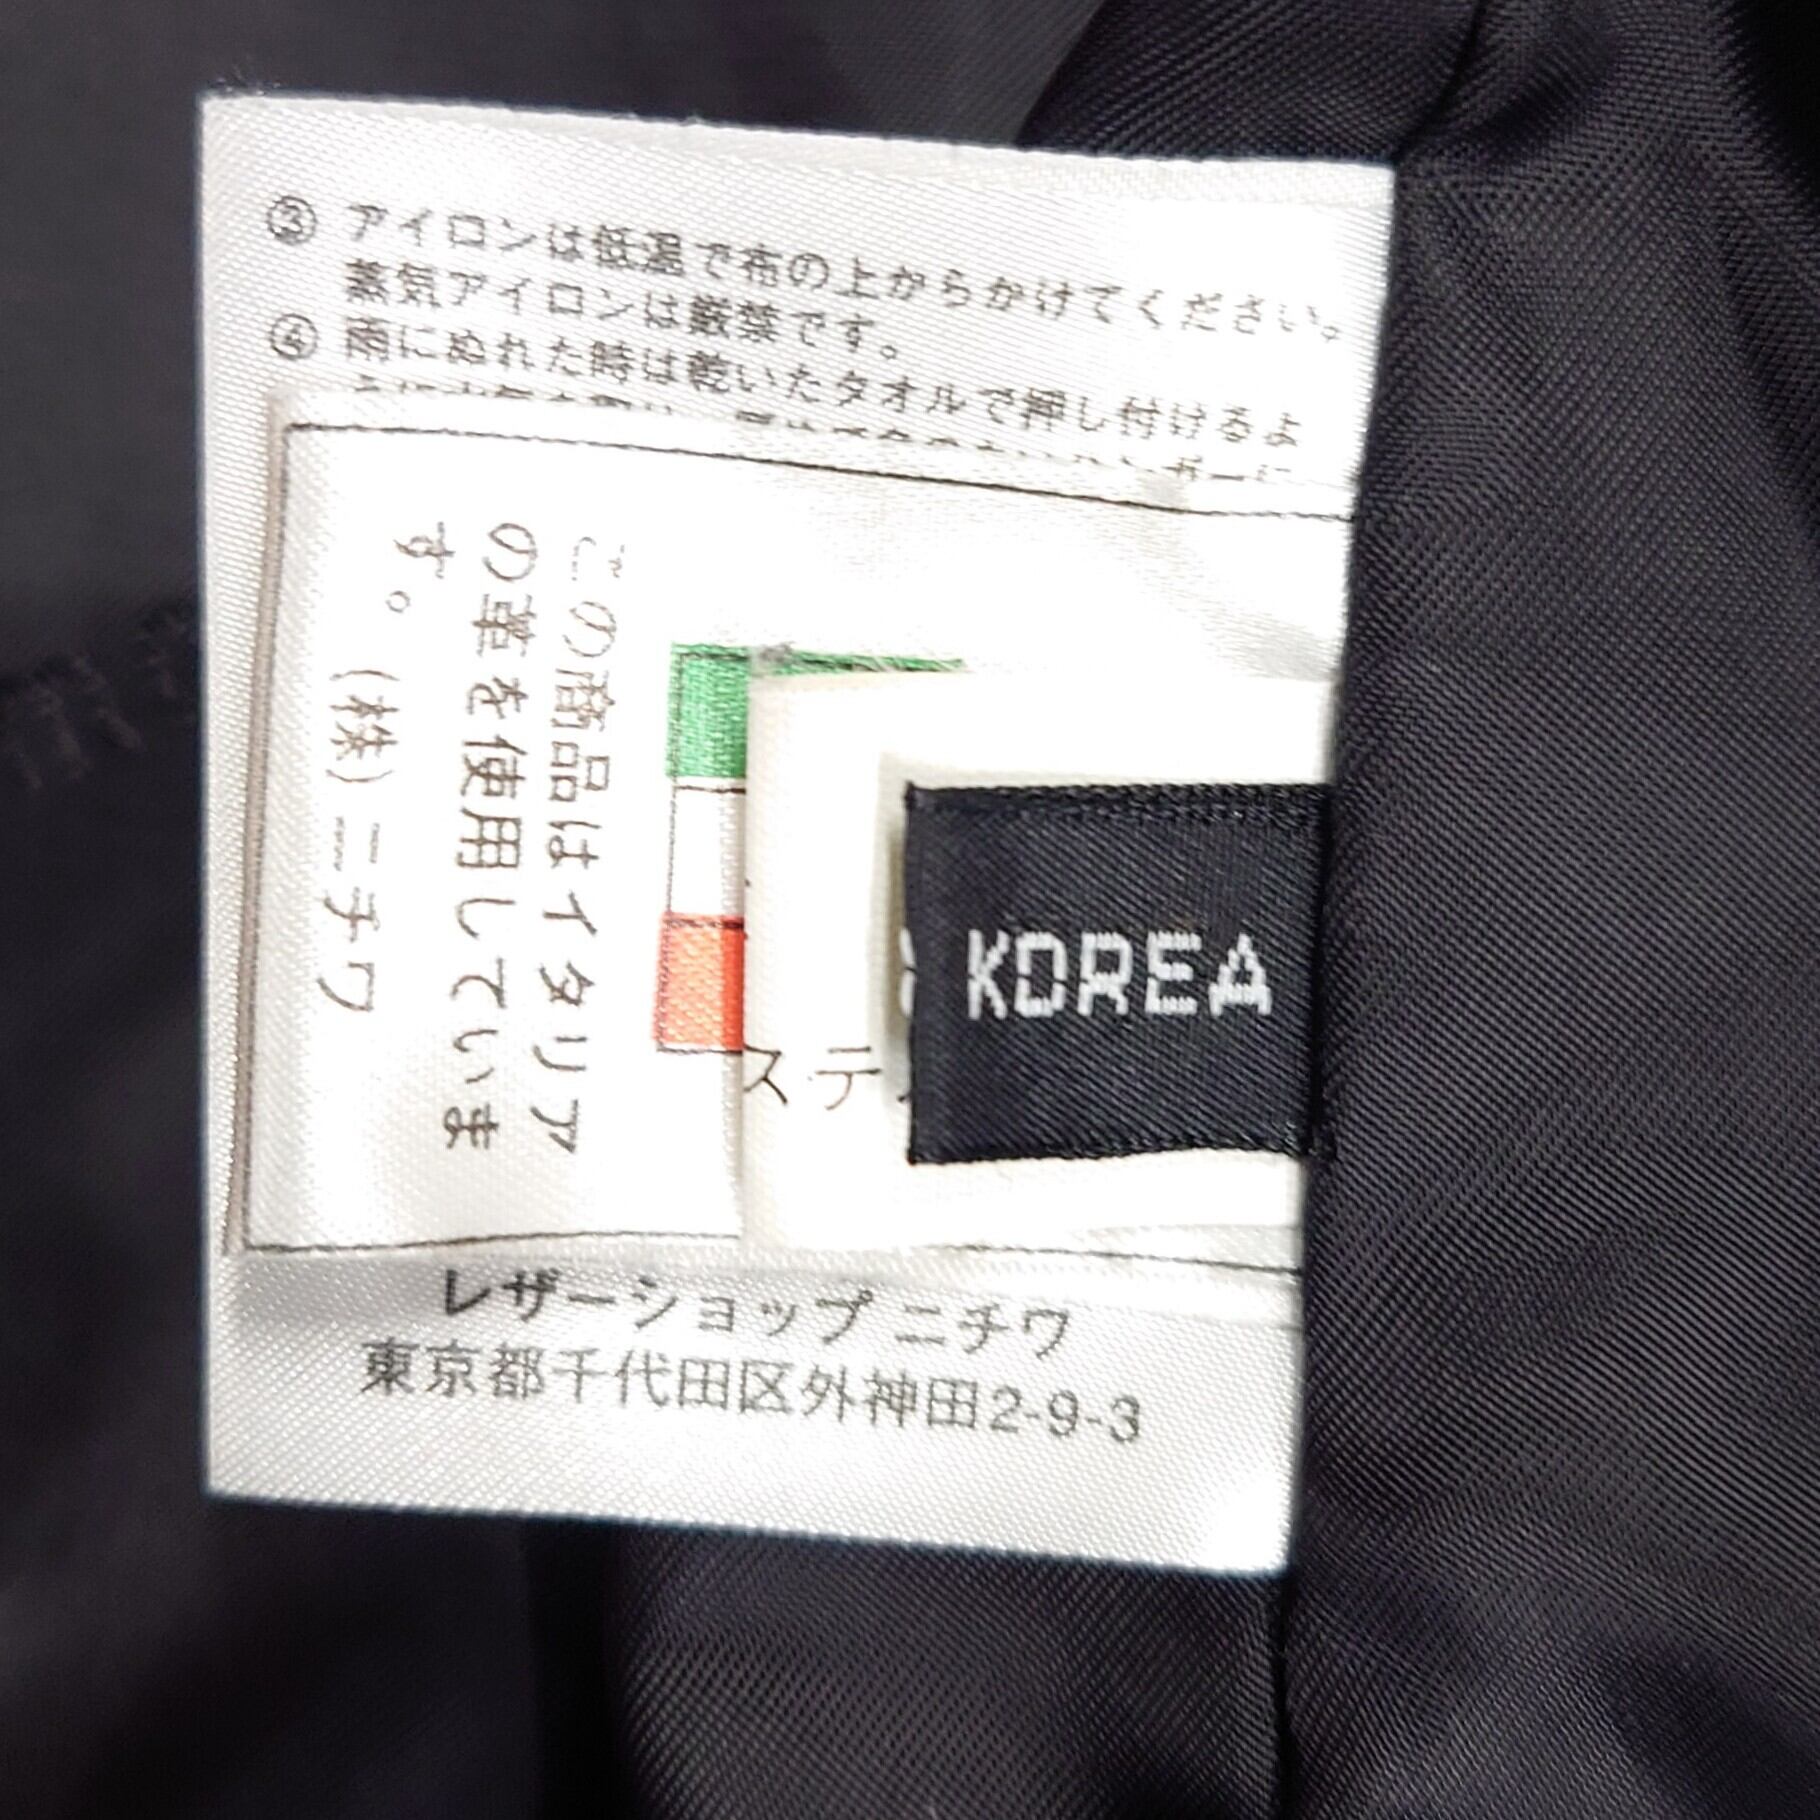 ③ アイロンは低温で布の上からかけてください。
蒸気アイロンは厳禁です。
④ 雨にぬれた時は乾いたタオルで押し付けるよ
この商品はイタリア
の革を使用していま
す。(株)ニチワ
ステ
KOREA
レザーショップ ニチワ
東京都千代田区外神田2-9-3